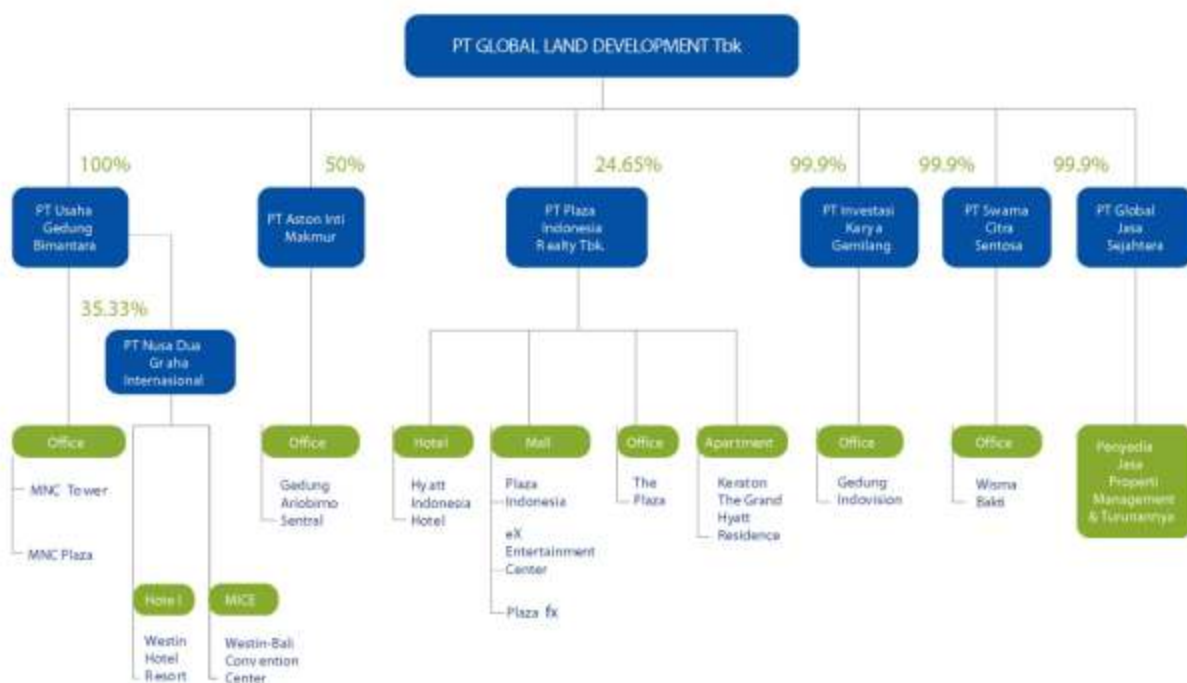 PT GLOBAL LAND DEVELOPMENT Tbk
100%
50%
24.65%
99.9%
99.9%
99.9%
PT Usaha
Gedung
Bimantara
PT Aston Inti
Makmur
PT Plaza
Indonesia
Realty Tbk.
PT Investasi
Karya
Gemilang
PT Swarna
Citra
Sentosa
PT Global
Jasa
Sejahtera
35.33%
PT Nusa Dua
Graha
Internasional
Office
MNC Tower
MNC Plaza
Hotel
Westin
Hotel
Resort
MICE
Westin-Bali
Convention
Center
Office
Gedung
Ariobimo
Sentral
Hotel
Hyatt
Indonesia
Hotel
Mall
Plaza
Indonesia
eX
Entertainment
Center
Plaza fx
Office
The
Plaza
Apartment
Keraton
The Grand
Hyatt
Residence
Office
Gedung
Indovision
Office
Wisma
Bakti
Penyedia
Jasa
Properti
Management
& Turunannya